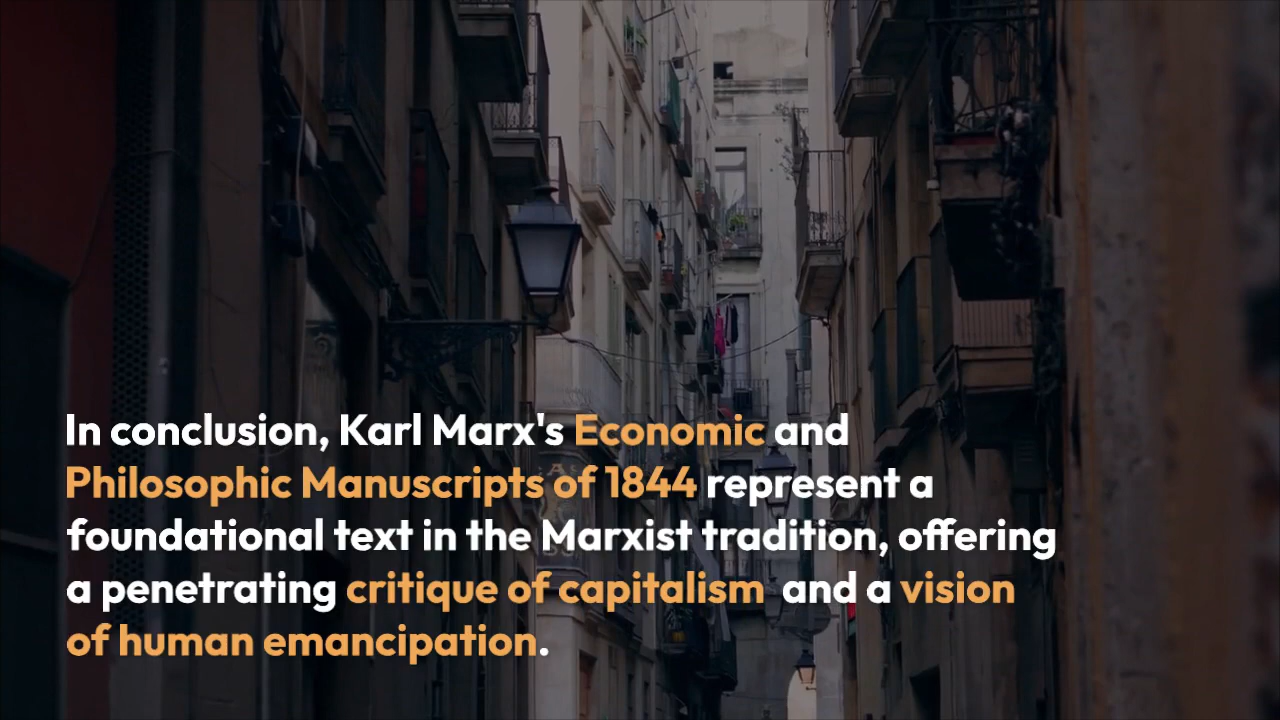 In conclusion, Karl Marx's Economic and
Philosophic Manuscripts of 1844 represent a
foundational text in the Marxist tradition, offering
a penetrating critique of capitalism and a vision
of human emancipation.